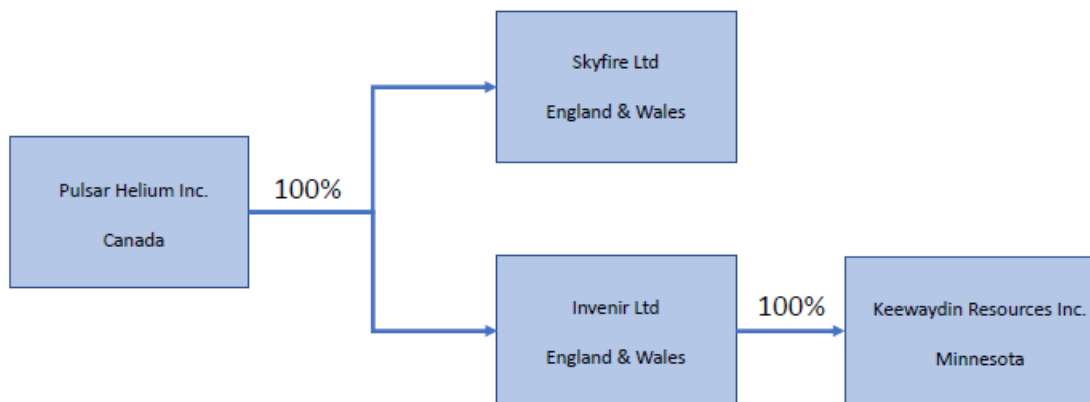 Skyfire Ltd
England & Wales
Pulsar Helium Inc.
Canada
100%
Invenir Ltd
England & Wales
100%
Keewaydin Resources Inc.
Minnesota